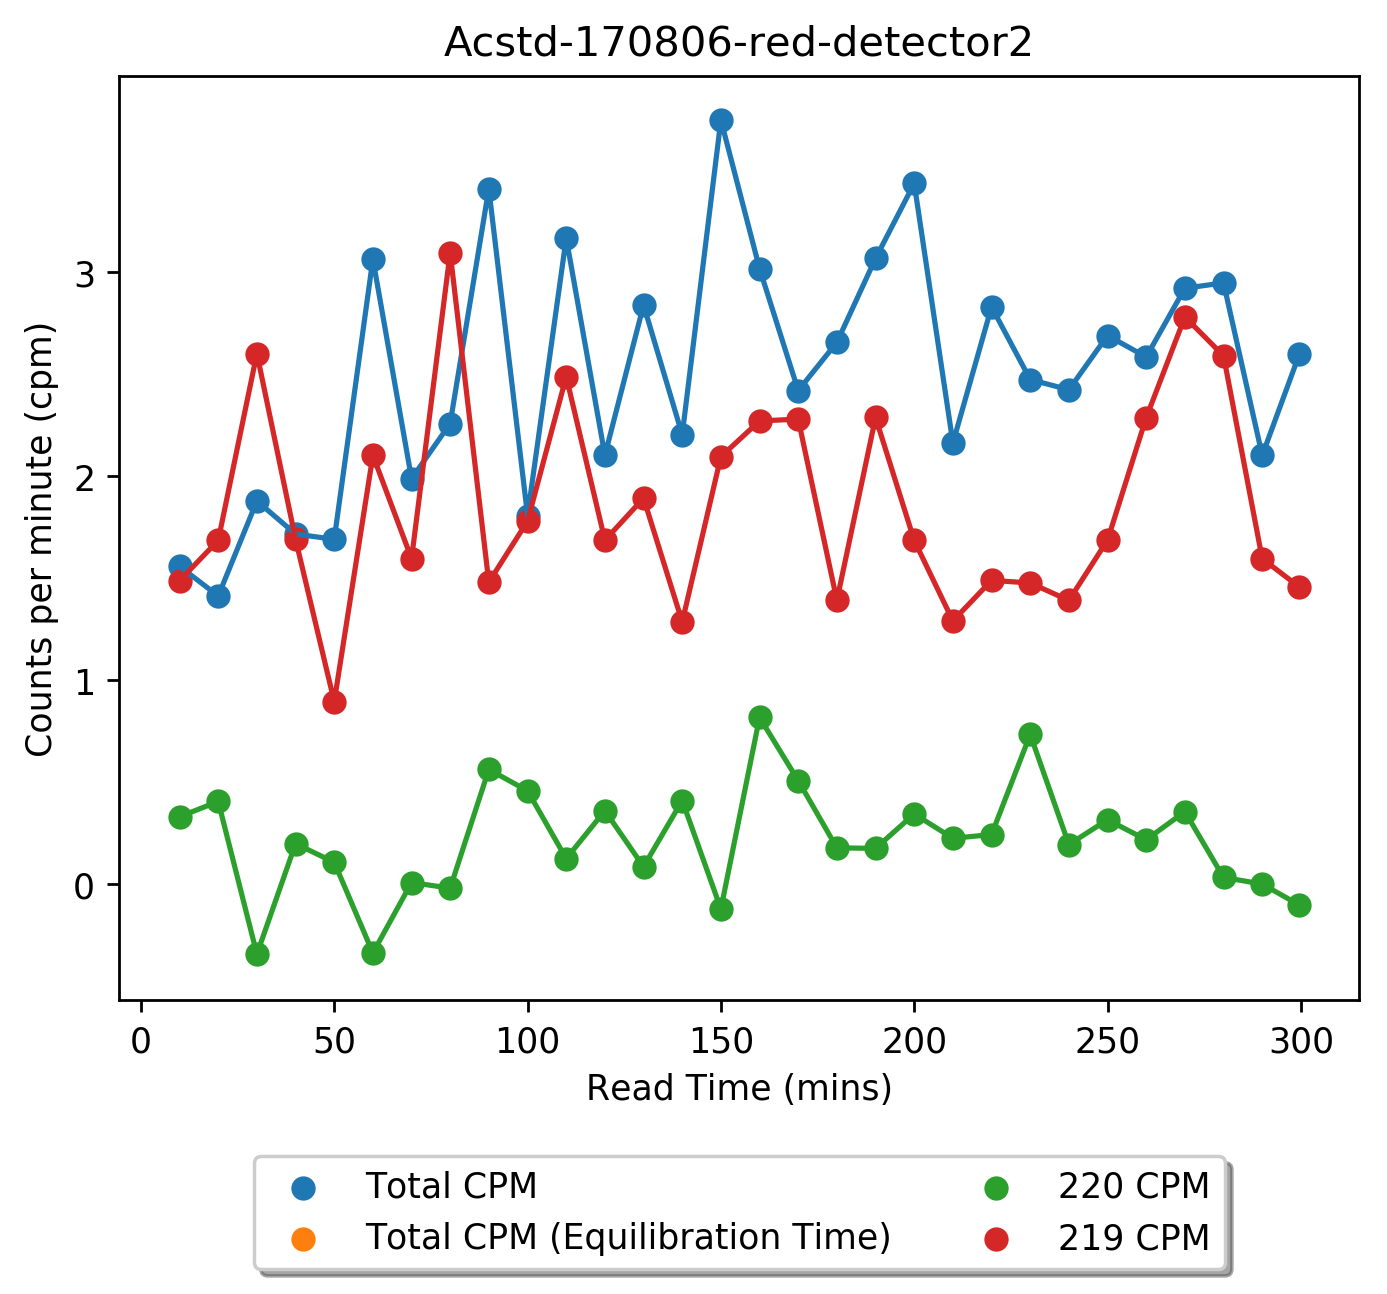 Acstd-170806-red-detector2
Counts per minute (cpm)
3
2
1
0
0 50 100 150 200 250 300
Read Time (mins)
Total CPM
Total CPM (Equilibration Time)
220 CPM
219 CPM